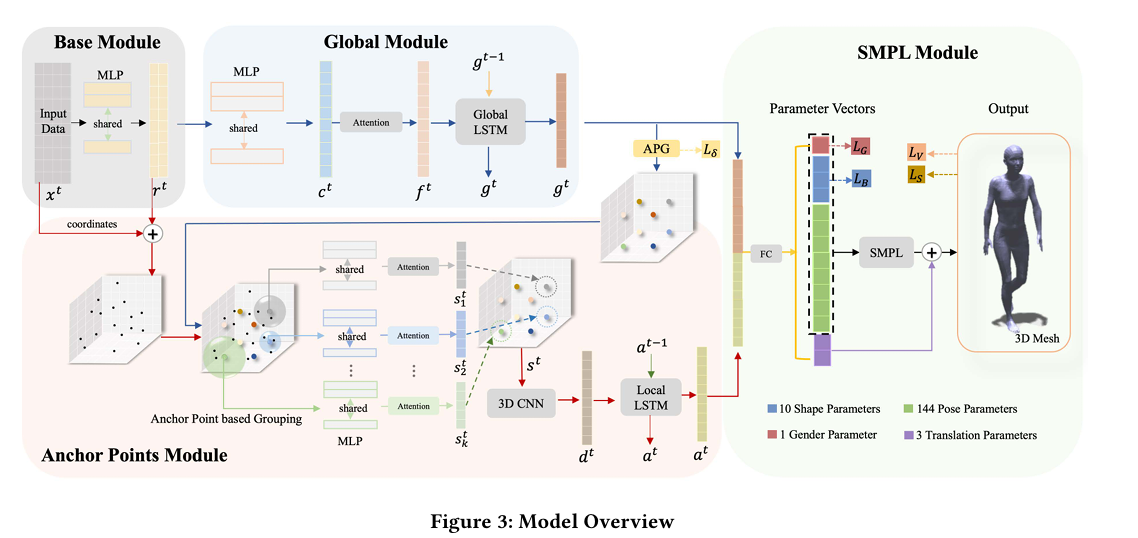 Base Module
MLP
Input
Data
shared
x^t
r^t
Global Module
MLP
shared
c^t
Attention
f^t
g^{t-1}
Global
LSTM
g^t
g^t
APG
L_δ
coordinates
+
shared
Attention
s_1^t
shared
Attention
s_2^t
⋮
⋮
shared
Attention
s_k^t
MLP
Anchor Point based Grouping
s^t
3D CNN
d^t
a^{t-1}
Local
LSTM
a^t
a^t
Anchor Points Module
SMPL Module
Parameter Vectors
Output
L_G
L_B
L_V
L_S
FC
SMPL
+
3D Mesh
10 Shape Parameters
144 Pose Parameters
1 Gender Parameter
3 Translation Parameters
Figure 3: Model Overview